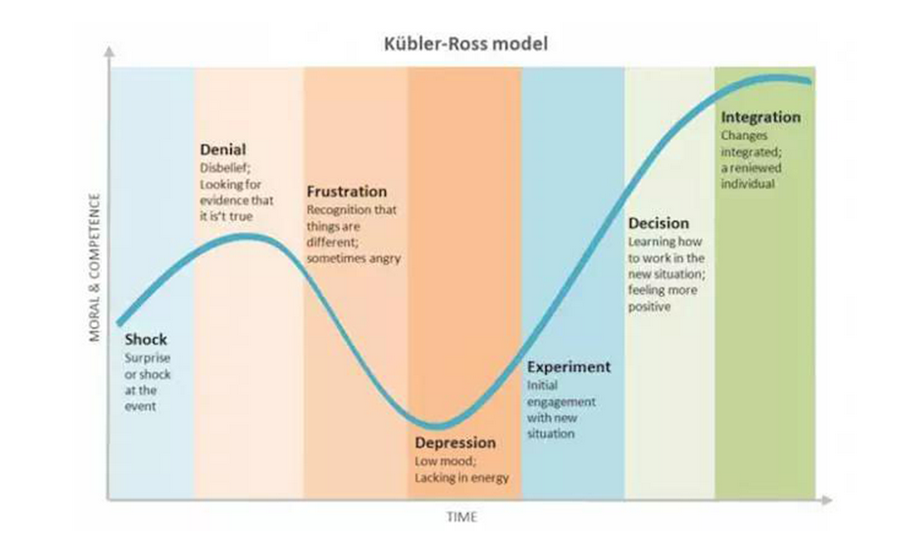 Kübler-Ross model
MORAL & COMPETENCE
Shock
Surprise
or shock
at the
event
Denial
Disbelief;
Looking for
evidence that
it is't true
Frustration
Recognition that
things are
different;
sometimes angry
Depression
Low mood;
Lacking in energy
Experiment
Initial
engagement
with new
situation
Decision
Learning how
to work in the
new situation;
feeling more
positive
Integration
Changes
integrated;
a reniewed
individual
TIME